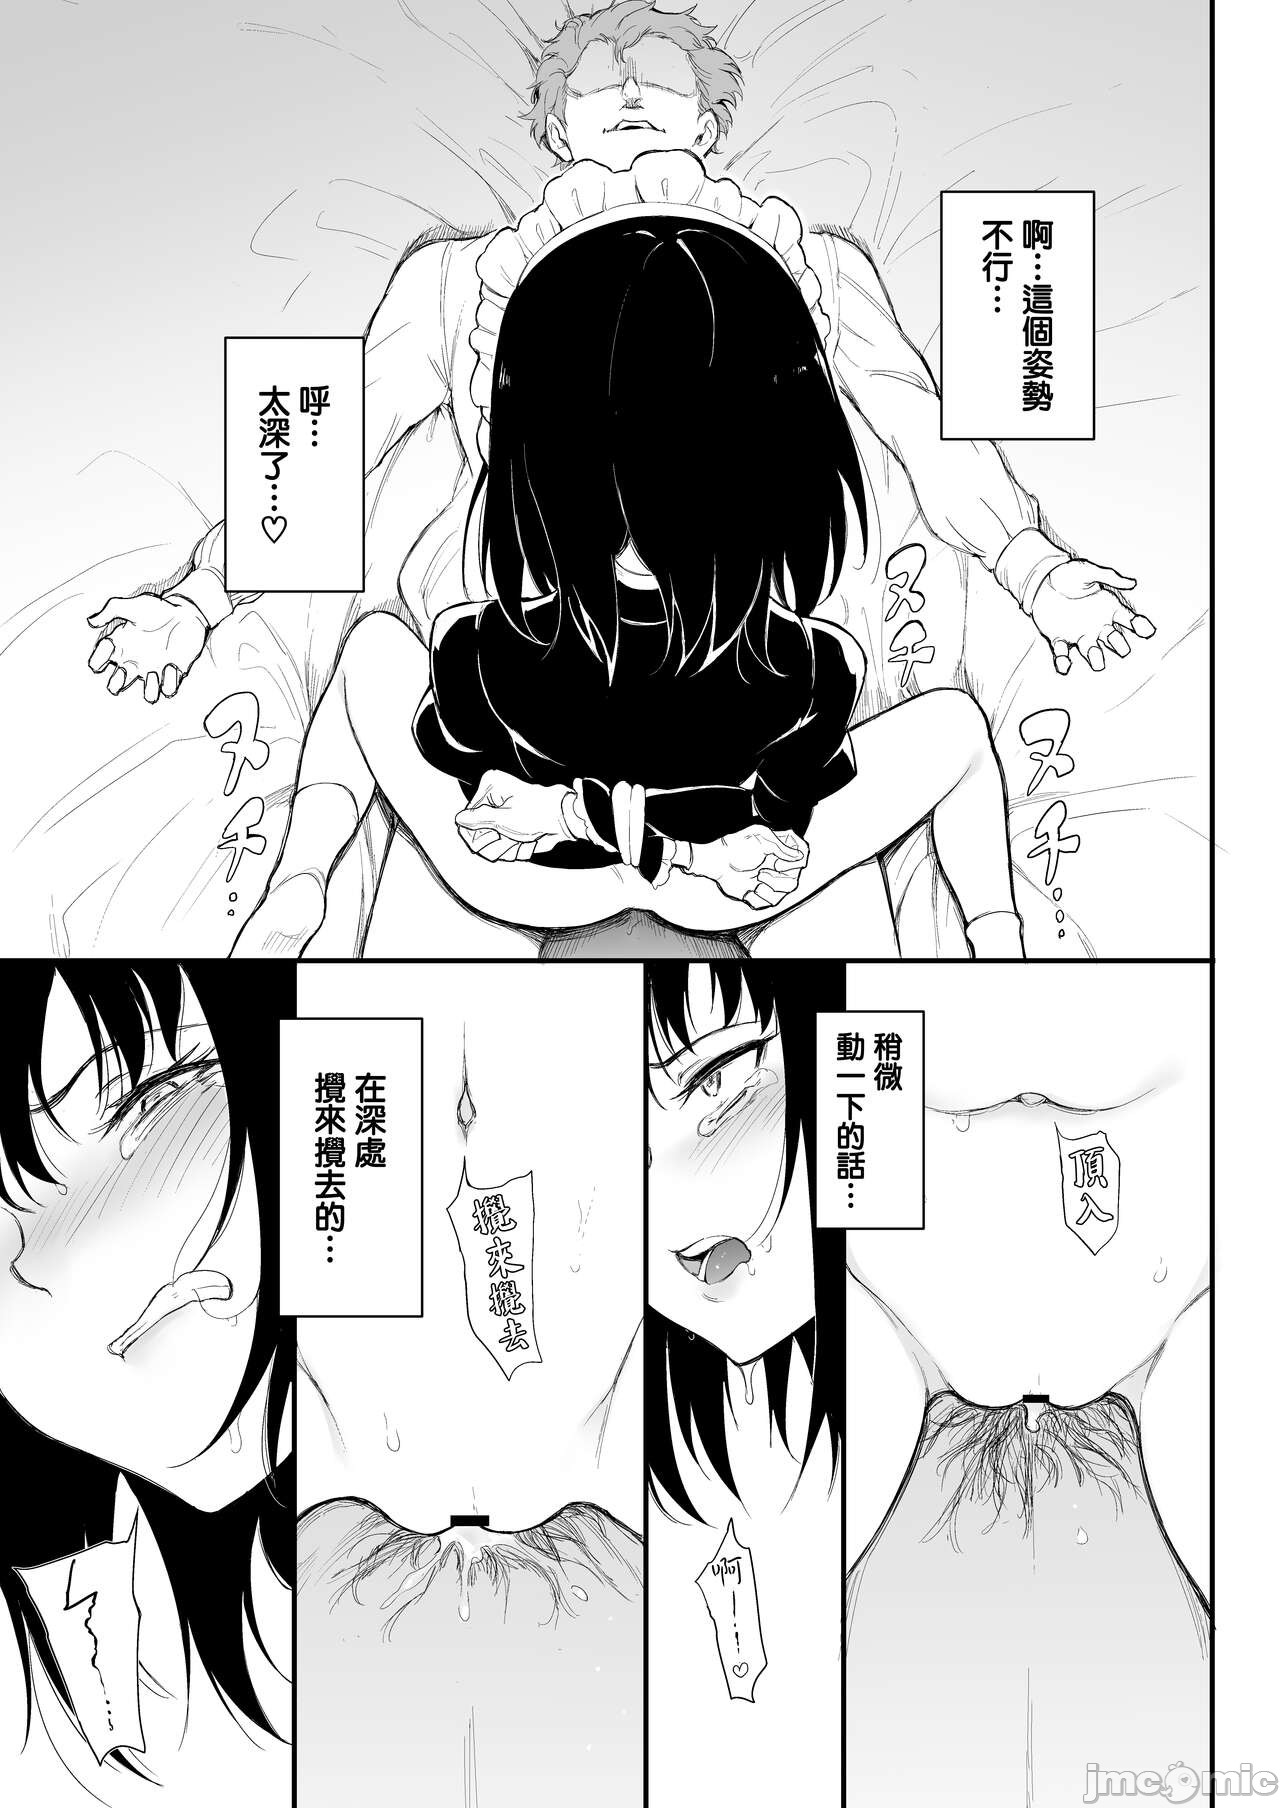 啊…這個姿勢
不行…
呼…
太深了…♡
ヌチ
ヌチ…
ヌチ…
頂入
稍微
動一下的話…
啊—…♡
攪來攪去
在深處
攪來攪去的…
jmcomic